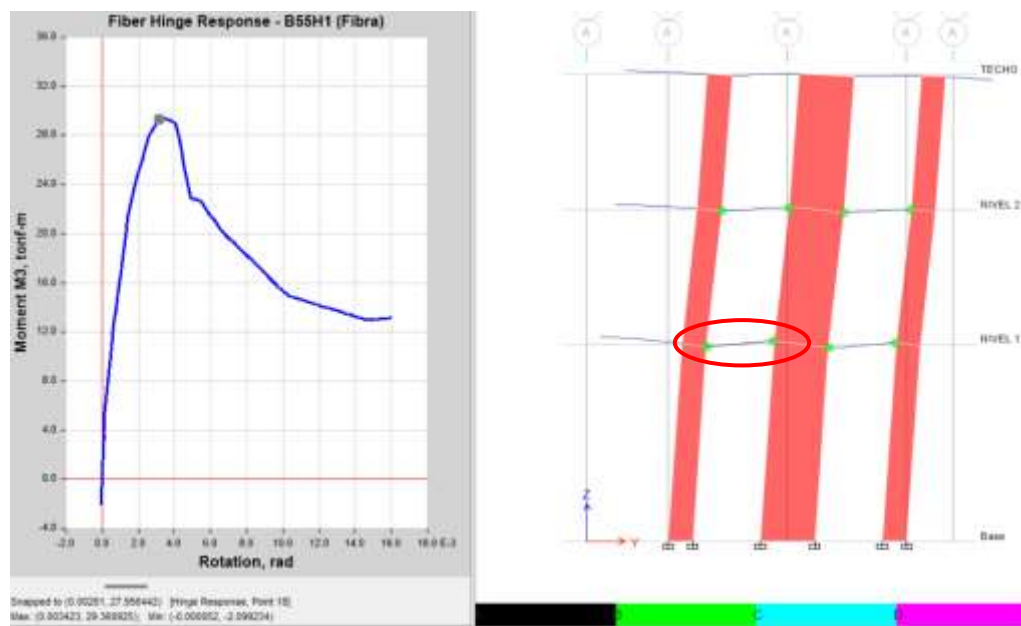 Fiber Hinge Response - B55H1 (Fibra)
36.0
32.0
28.0
24.0
20.0
16.0
12.0
8.0
4.0
0.0
-4.0
Moment M3, tonf-m
-2.0 0.0 2.0 4.0 6.0 8.0 10.0 12.0 14.0 16.0 18.0 E-3
Rotation, rad
Snapped to (0.00261, 27.556442) [Hinge Response, Point 18]
Max: (0.003423, 29.369925); Min: (-0.000052, -2.099234)
A A A A A
TECHO
NIVEL 2
NIVEL 1
Base
Z
Y
B C D